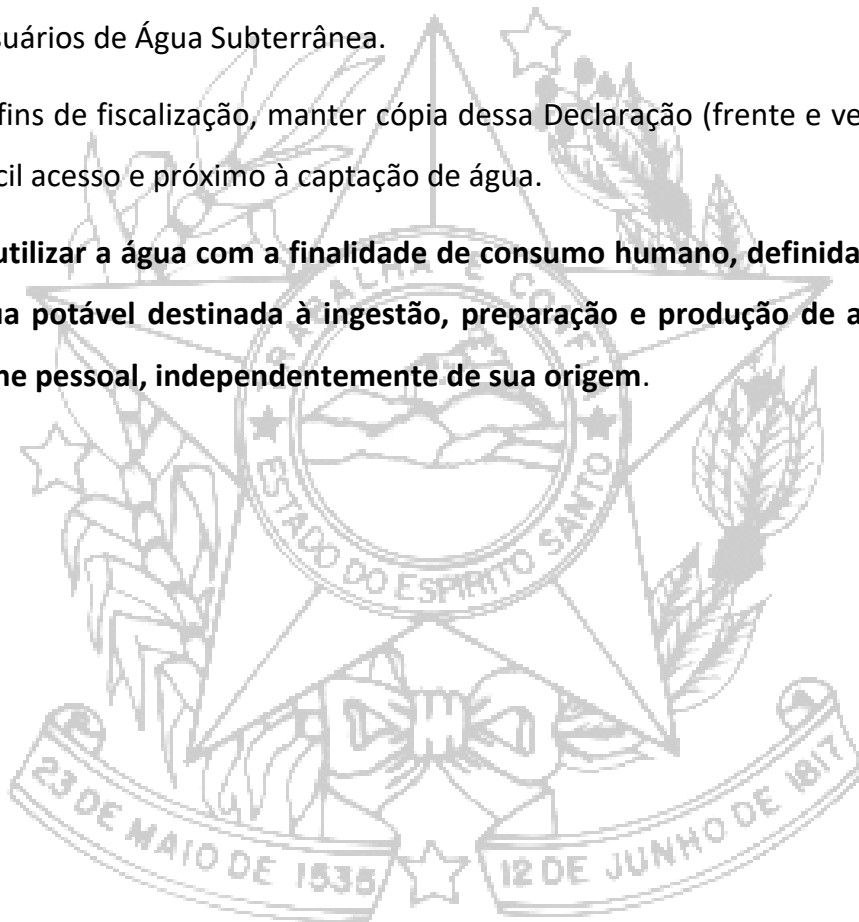 suários de Água Subterrânea.
fins de fiscalização, manter cópia dessa Declaração (frente e ve
cil acesso e próximo à captação de água.
utilizar a água com a finalidade de consumo humano, definida
ua potável destinada à ingestão, preparação e produção de a
ne pessoal, independentemente de sua origem.
TRABALHA E CONFIA
ESTADO DO ESPIRITO SANTO
23 DE MAIO DE 1535
12 DE JUNHO DE 1817